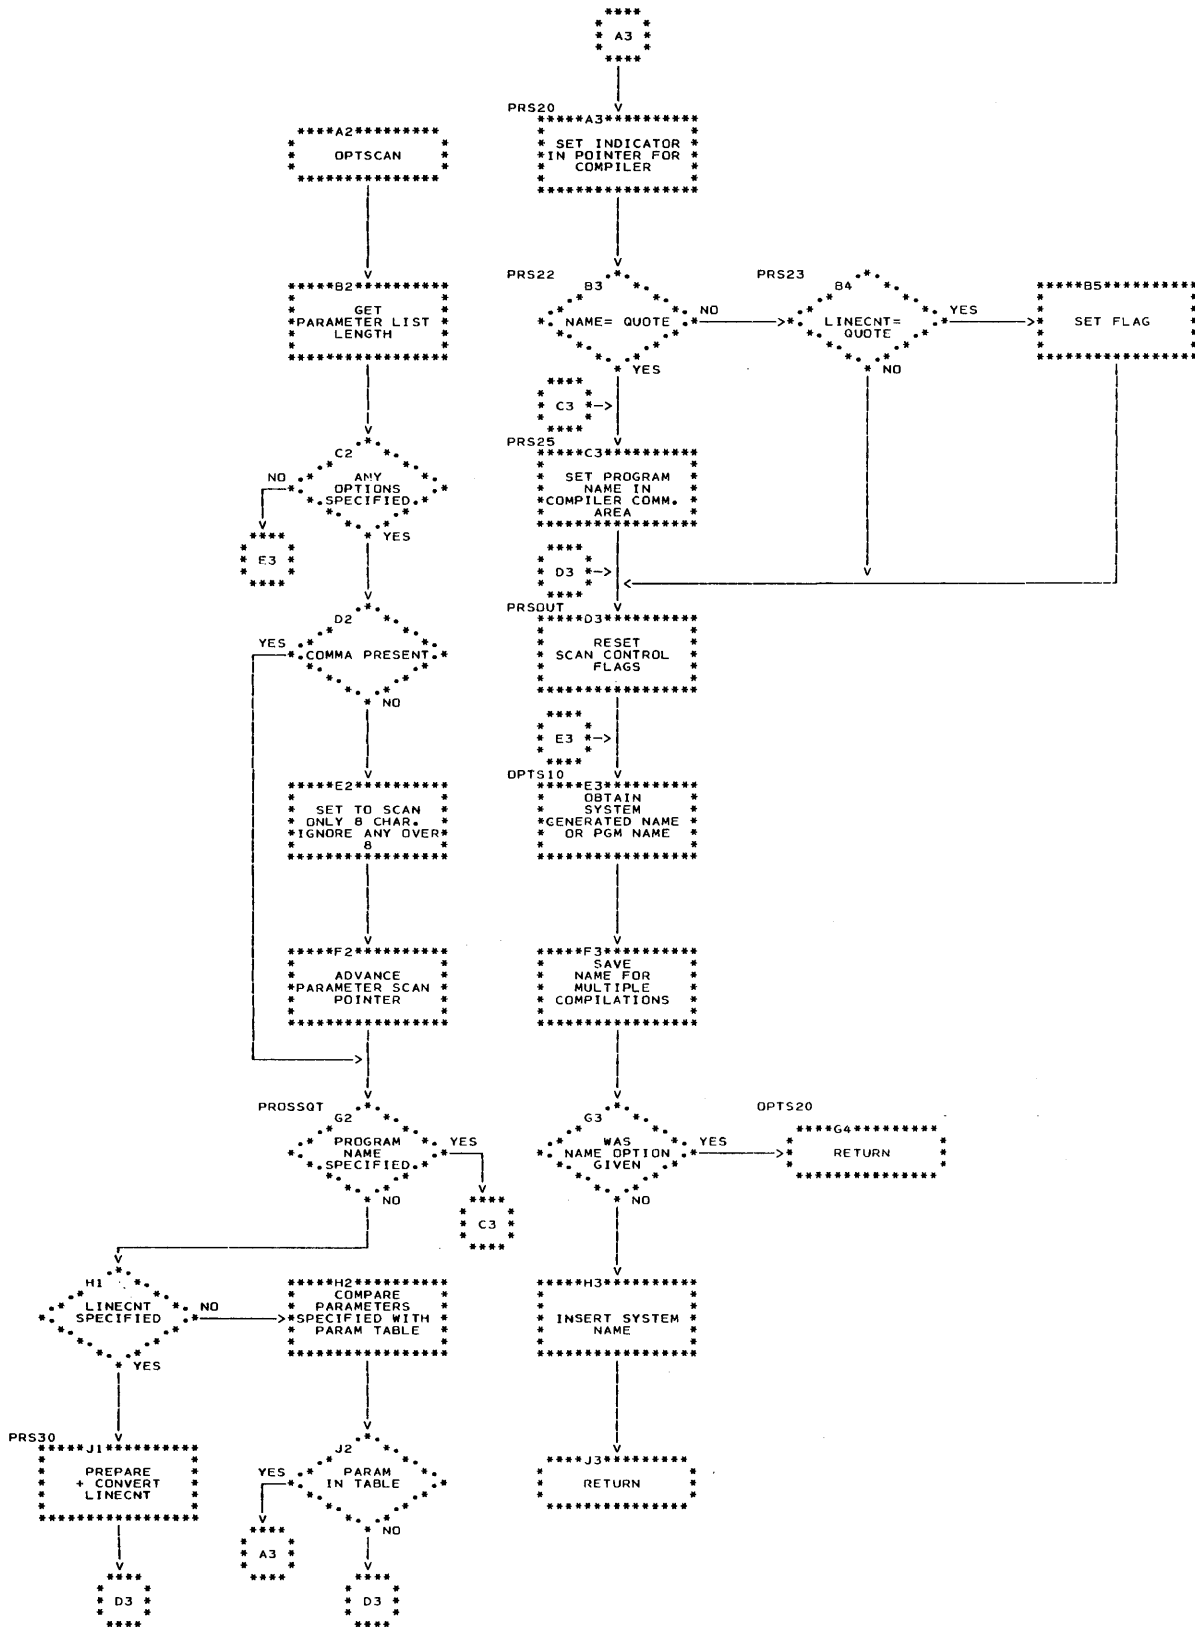 A3
PRS20
A3
SET INDICATOR
IN POINTER FOR
COMPILER
A2
OPTSCAN
B2
GET
PARAMETER LIST
LENGTH
PRS22
B3
NAME= QUOTE
NO
YES
PRS23
B4
LINECNT=
QUOTE
YES
NO
B5
SET FLAG
C3
C2
ANY
OPTIONS
SPECIFIED
NO
YES
E3
PRS25
C3
SET PROGRAM
NAME IN
COMPILER COMM.
AREA
D3
D2
COMMA PRESENT
YES
NO
PRSOUT
D3
RESET
SCAN CONTROL
FLAGS
E3
E2
SET TO SCAN
ONLY 8 CHAR.
IGNORE ANY OVER
8
OPTS10
E3
OBTAIN
SYSTEM
GENERATED NAME
OR PGM NAME
F2
ADVANCE
PARAMETER SCAN
POINTER
F3
SAVE
NAME FOR
MULTIPLE
COMPILATIONS
PROSSQT
G2
PROGRAM
NAME
SPECIFIED
YES
NO
C3
G3
WAS
NAME OPTION
GIVEN
YES
NO
OPTS20
G4
RETURN
H1
LINECNT
SPECIFIED
NO
YES
H2
COMPARE
PARAMETERS
SPECIFIED WITH
PARAM TABLE
H3
INSERT SYSTEM
NAME
PRS30
J1
PREPARE
+ CONVERT
LINECNT
J2
PARAM
IN TABLE
YES
NO
J3
RETURN
A3
D3
D3